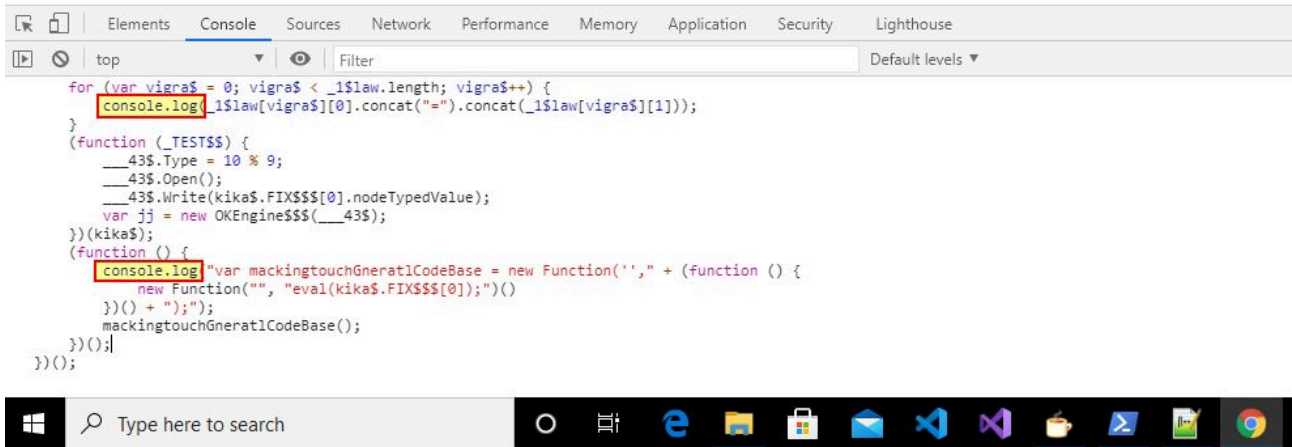 Elements Console Sources Network Performance Memory Application Security Lighthouse
top Filter Default levels ▼
for (var vigra$ = 0; vigra$ < _1$law.length; vigra$++) {
console.log(_1$law[vigra$][0].concat("=").concat(_1$law[vigra$][1]));
}
(function (_TEST$$) {
___43$.Type = 10 % 9;
___43$.Open();
___43$.Write(kika$.FIX$$$[0].nodeTypedValue);
var jj = new OKEngine$$$(___43$);
})(kika$);
(function () {
console.log("var mackingtouchGneratlCodeBase = new Function(''," + (function () {
new Function("", "eval(kika$.FIX$$$[0]);")()
})() + ");");
mackingtouchGneratlCodeBase();
})();
})();
Type here to search